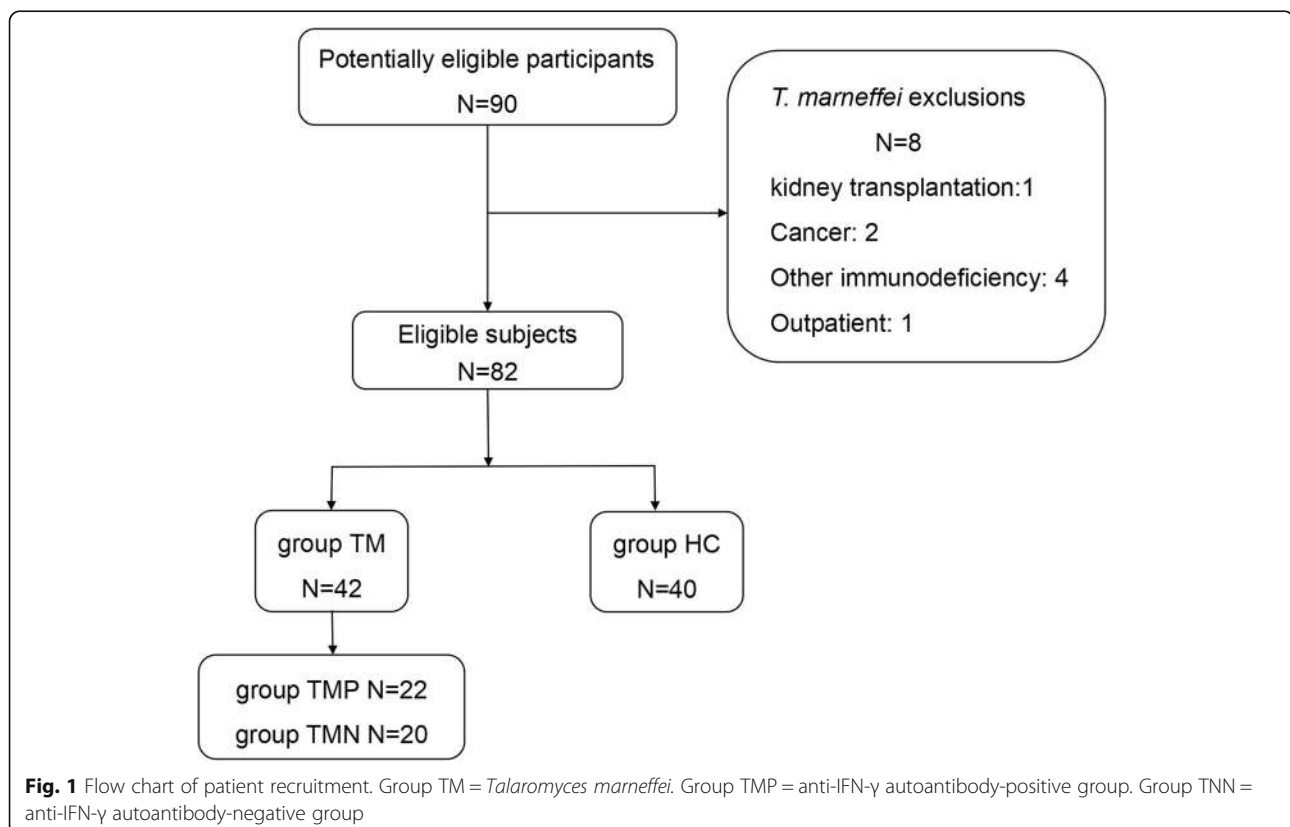 Potentially eligible participants
N=90
T. marneffei exclusions
N=8
kidney transplantation:1
Cancer: 2
Other immunodeficiency: 4
Outpatient: 1
Eligible subjects
N=82
group TM
N=42
group HC
N=40
group TMP N=22
group TMN N=20
Fig. 1 Flow chart of patient recruitment. Group TM = Talaromyces marneffei. Group TMP = anti-IFN-γ autoantibody-positive group. Group TNN =
anti-IFN-γ autoantibody-negative group